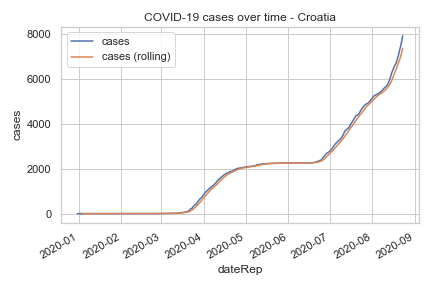 COVID-19 cases over time - Croatia
cases
cases (rolling)
8000
6000
4000
2000
0
cases
2020-01
2020-02
2020-03
2020-04
2020-05
2020-06
2020-07
2020-08
2020-09
dateRep